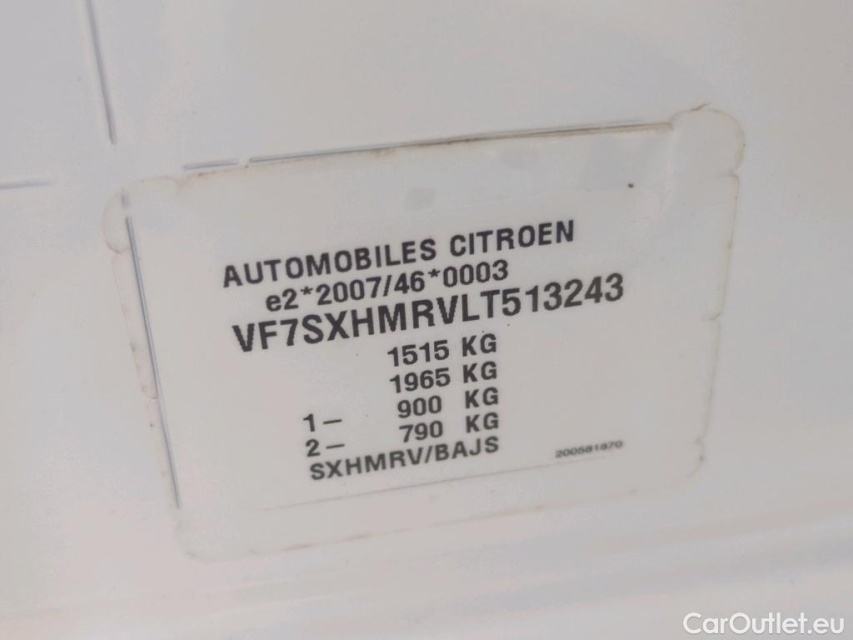 AUTOMOBILES CITROEN
e2*2007/46*0003
VF7SXHMRVLT513243
1515 KG
1965 KG
1- 900 KG
2- 790 KG
SXHMRV/BAJS
200581870
CarOutlet.eu